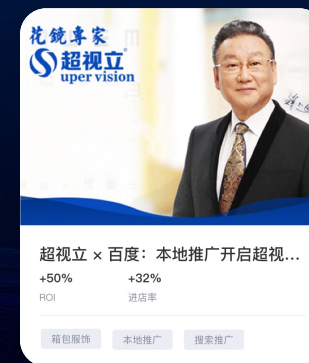 花镜专家
超视立
uper vision
超视立 × 百度：本地推广开启超视...
+50% +32%
ROI 进店率
箱包服饰 本地推广 搜索推广